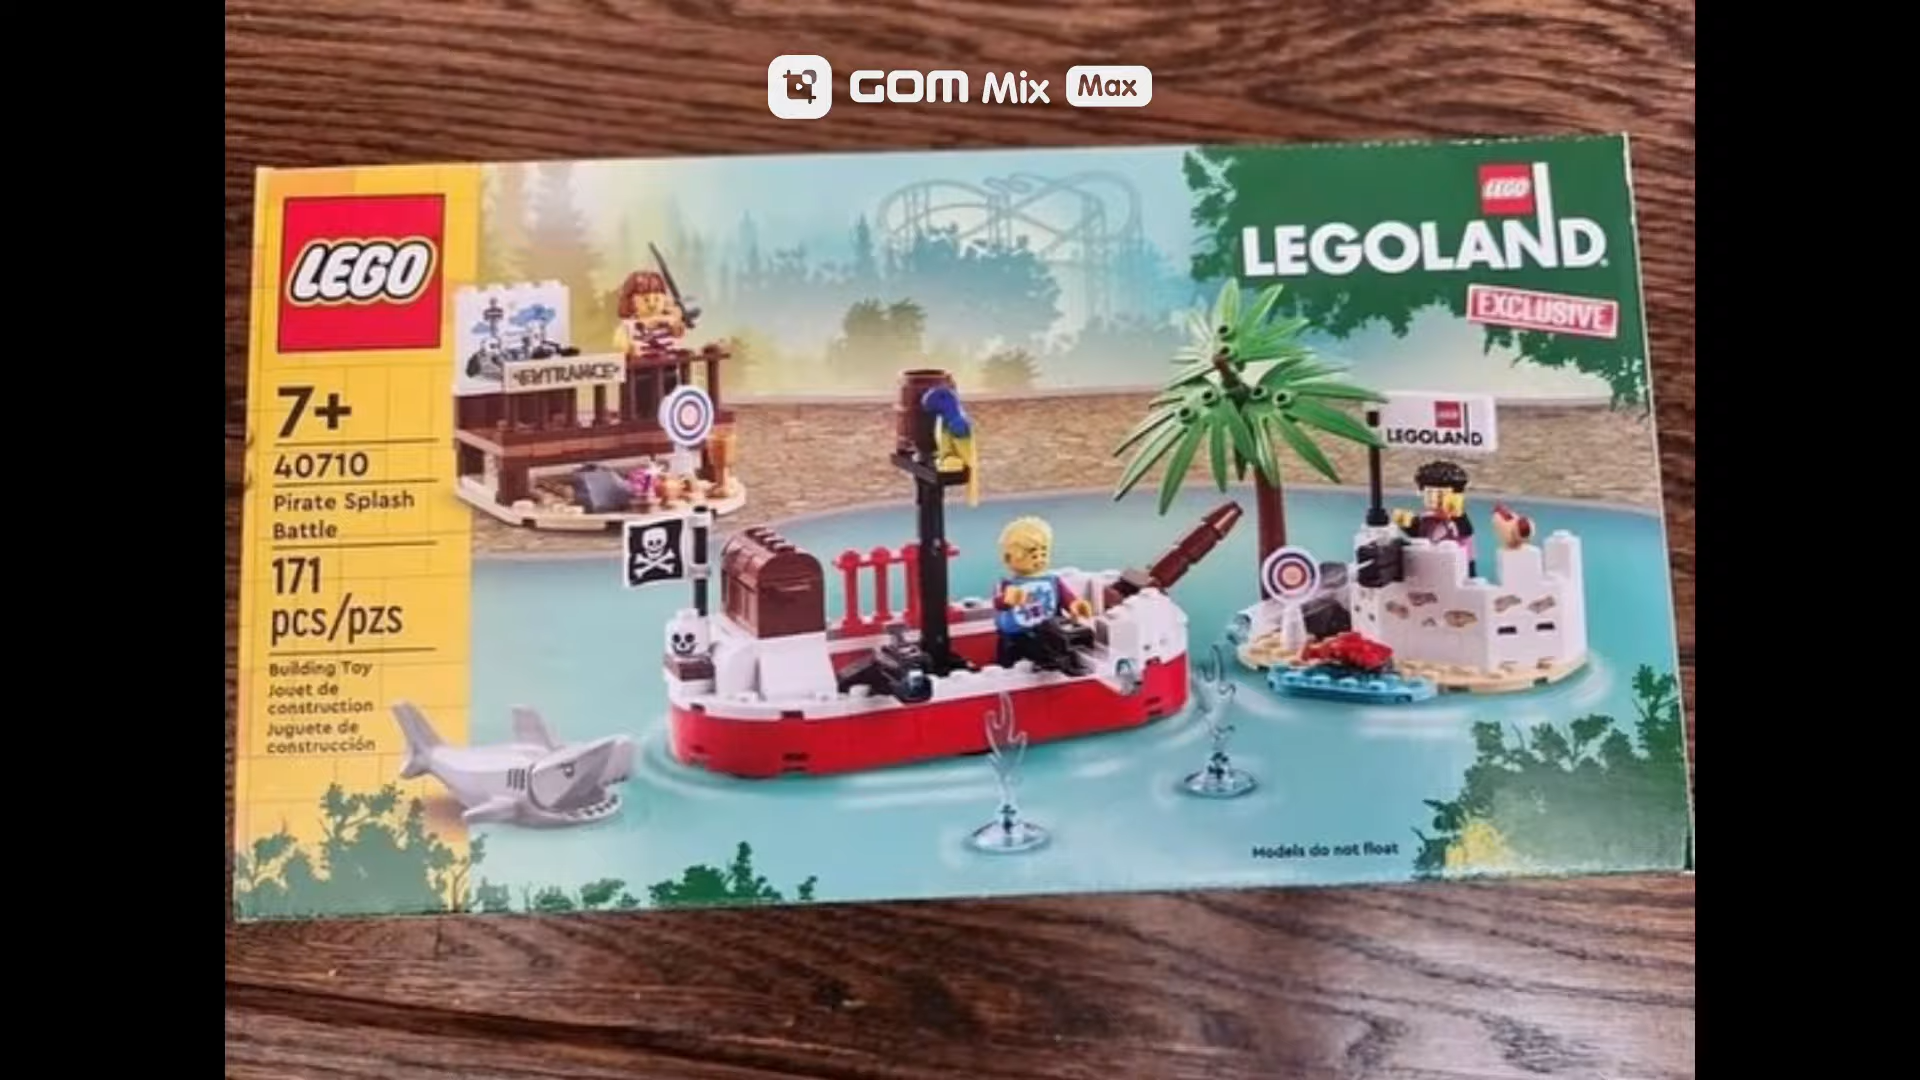 GOM Mix Max
LEGO
LEGO
LEGOLAND
EXCLUSIVE
7+
40710
Pirate Splash
Battle
171
pcs/pzs
Building Toy
Jouet de
construction
Juguete de
construcción
ENTRANCE
LEGO
LEGOLAND
Models do not float